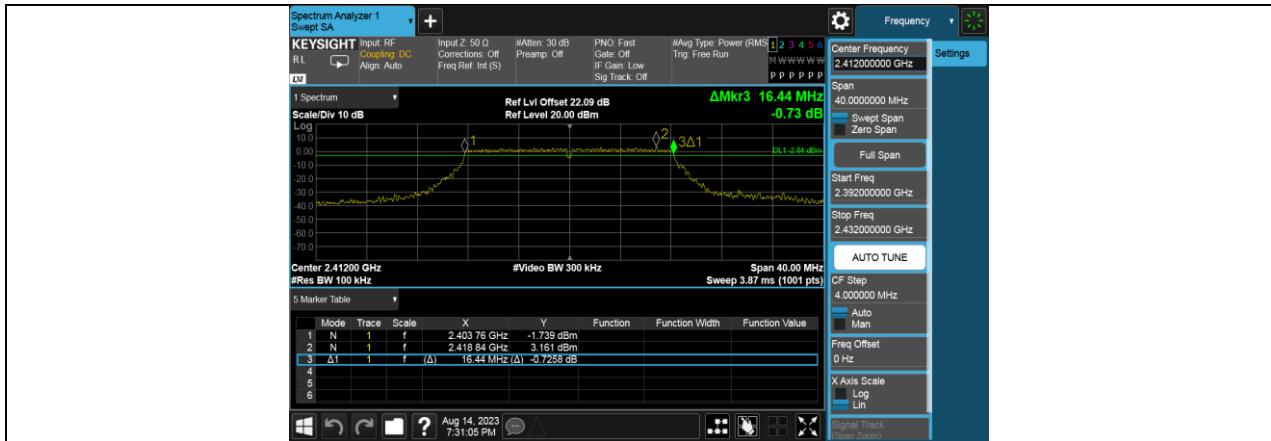 Spectrum Analyzer 1
Swept SA
Frequency
KEYSIGHT
Input: RF
Coupling: DC
Align: Auto
Input Z: 50 Ω
Corrections: Off
Freq Ref: Int (S)
#Atten: 30 dB
Preamp: Off
PNO: Fast
Gate: Off
IF Gain: Low
Sig Track: Off
#Avg Type: Power (RMS
Trig: Free Run
1 2 3 4 5 6
M W W W W W
P P P P P P
R L
LXI
1 Spectrum
Scale/Div 10 dB
Ref Lvl Offset 22.09 dB
Ref Level 20.00 dBm
ΔMkr3 16.44 MHz
-0.73 dB
Log
10.0
0.00
-10.0
-20.0
-30.0
-40.0
-50.0
-60.0
-70.0
1
2
3Δ1
DL1 -2.84 dBm
Center 2.41200 GHz
#Res BW 100 kHz
#Video BW 300 kHz
Span 40.00 MHz
Sweep 3.87 ms (1001 pts)
5 Marker Table
Mode Trace Scale X Y Function Function Width Function Value
1 N 1 f 2.403 76 GHz -1.739 dBm
2 N 1 f 2.418 84 GHz 3.161 dBm
3 Δ1 1 f (Δ) 16.44 MHz (Δ) -0.7258 dB
4
5
6
Aug 14, 2023
7:31:05 PM
Center Frequency
2.412000000 GHz
Settings
Span
40.0000000 MHz
Swept Span
Zero Span
Full Span
Start Freq
2.392000000 GHz
Stop Freq
2.432000000 GHz
AUTO TUNE
CF Step
4.000000 MHz
Auto
Man
Freq Offset
0 Hz
X Axis Scale
Log
Lin
Signal Track
(Span Zoom)